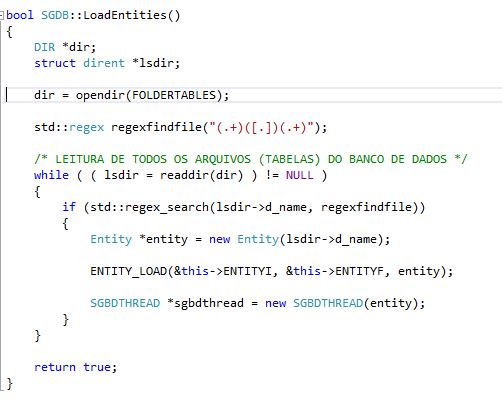 bool SGDB::LoadEntities()
{
DIR *dir;
struct dirent *lsdir;
dir = opendir(FOLDERTABLES);
std::regex regexfindfile("(.+)([.])(.+)");
/* LEITURA DE TODOS OS ARQUIVOS (TABELAS) DO BANCO DE DADOS */
while ( ( lsdir = readdir(dir) ) != NULL )
{
if (std::regex_search(lsdir->d_name, regexfindfile))
{
Entity *entity = new Entity(lsdir->d_name);
ENTITY_LOAD(&this->ENTITYI, &this->ENTITYF, entity);
SGBDTHREAD *sgbdthread = new SGBDTHREAD(entity);
}
}
return true;
}